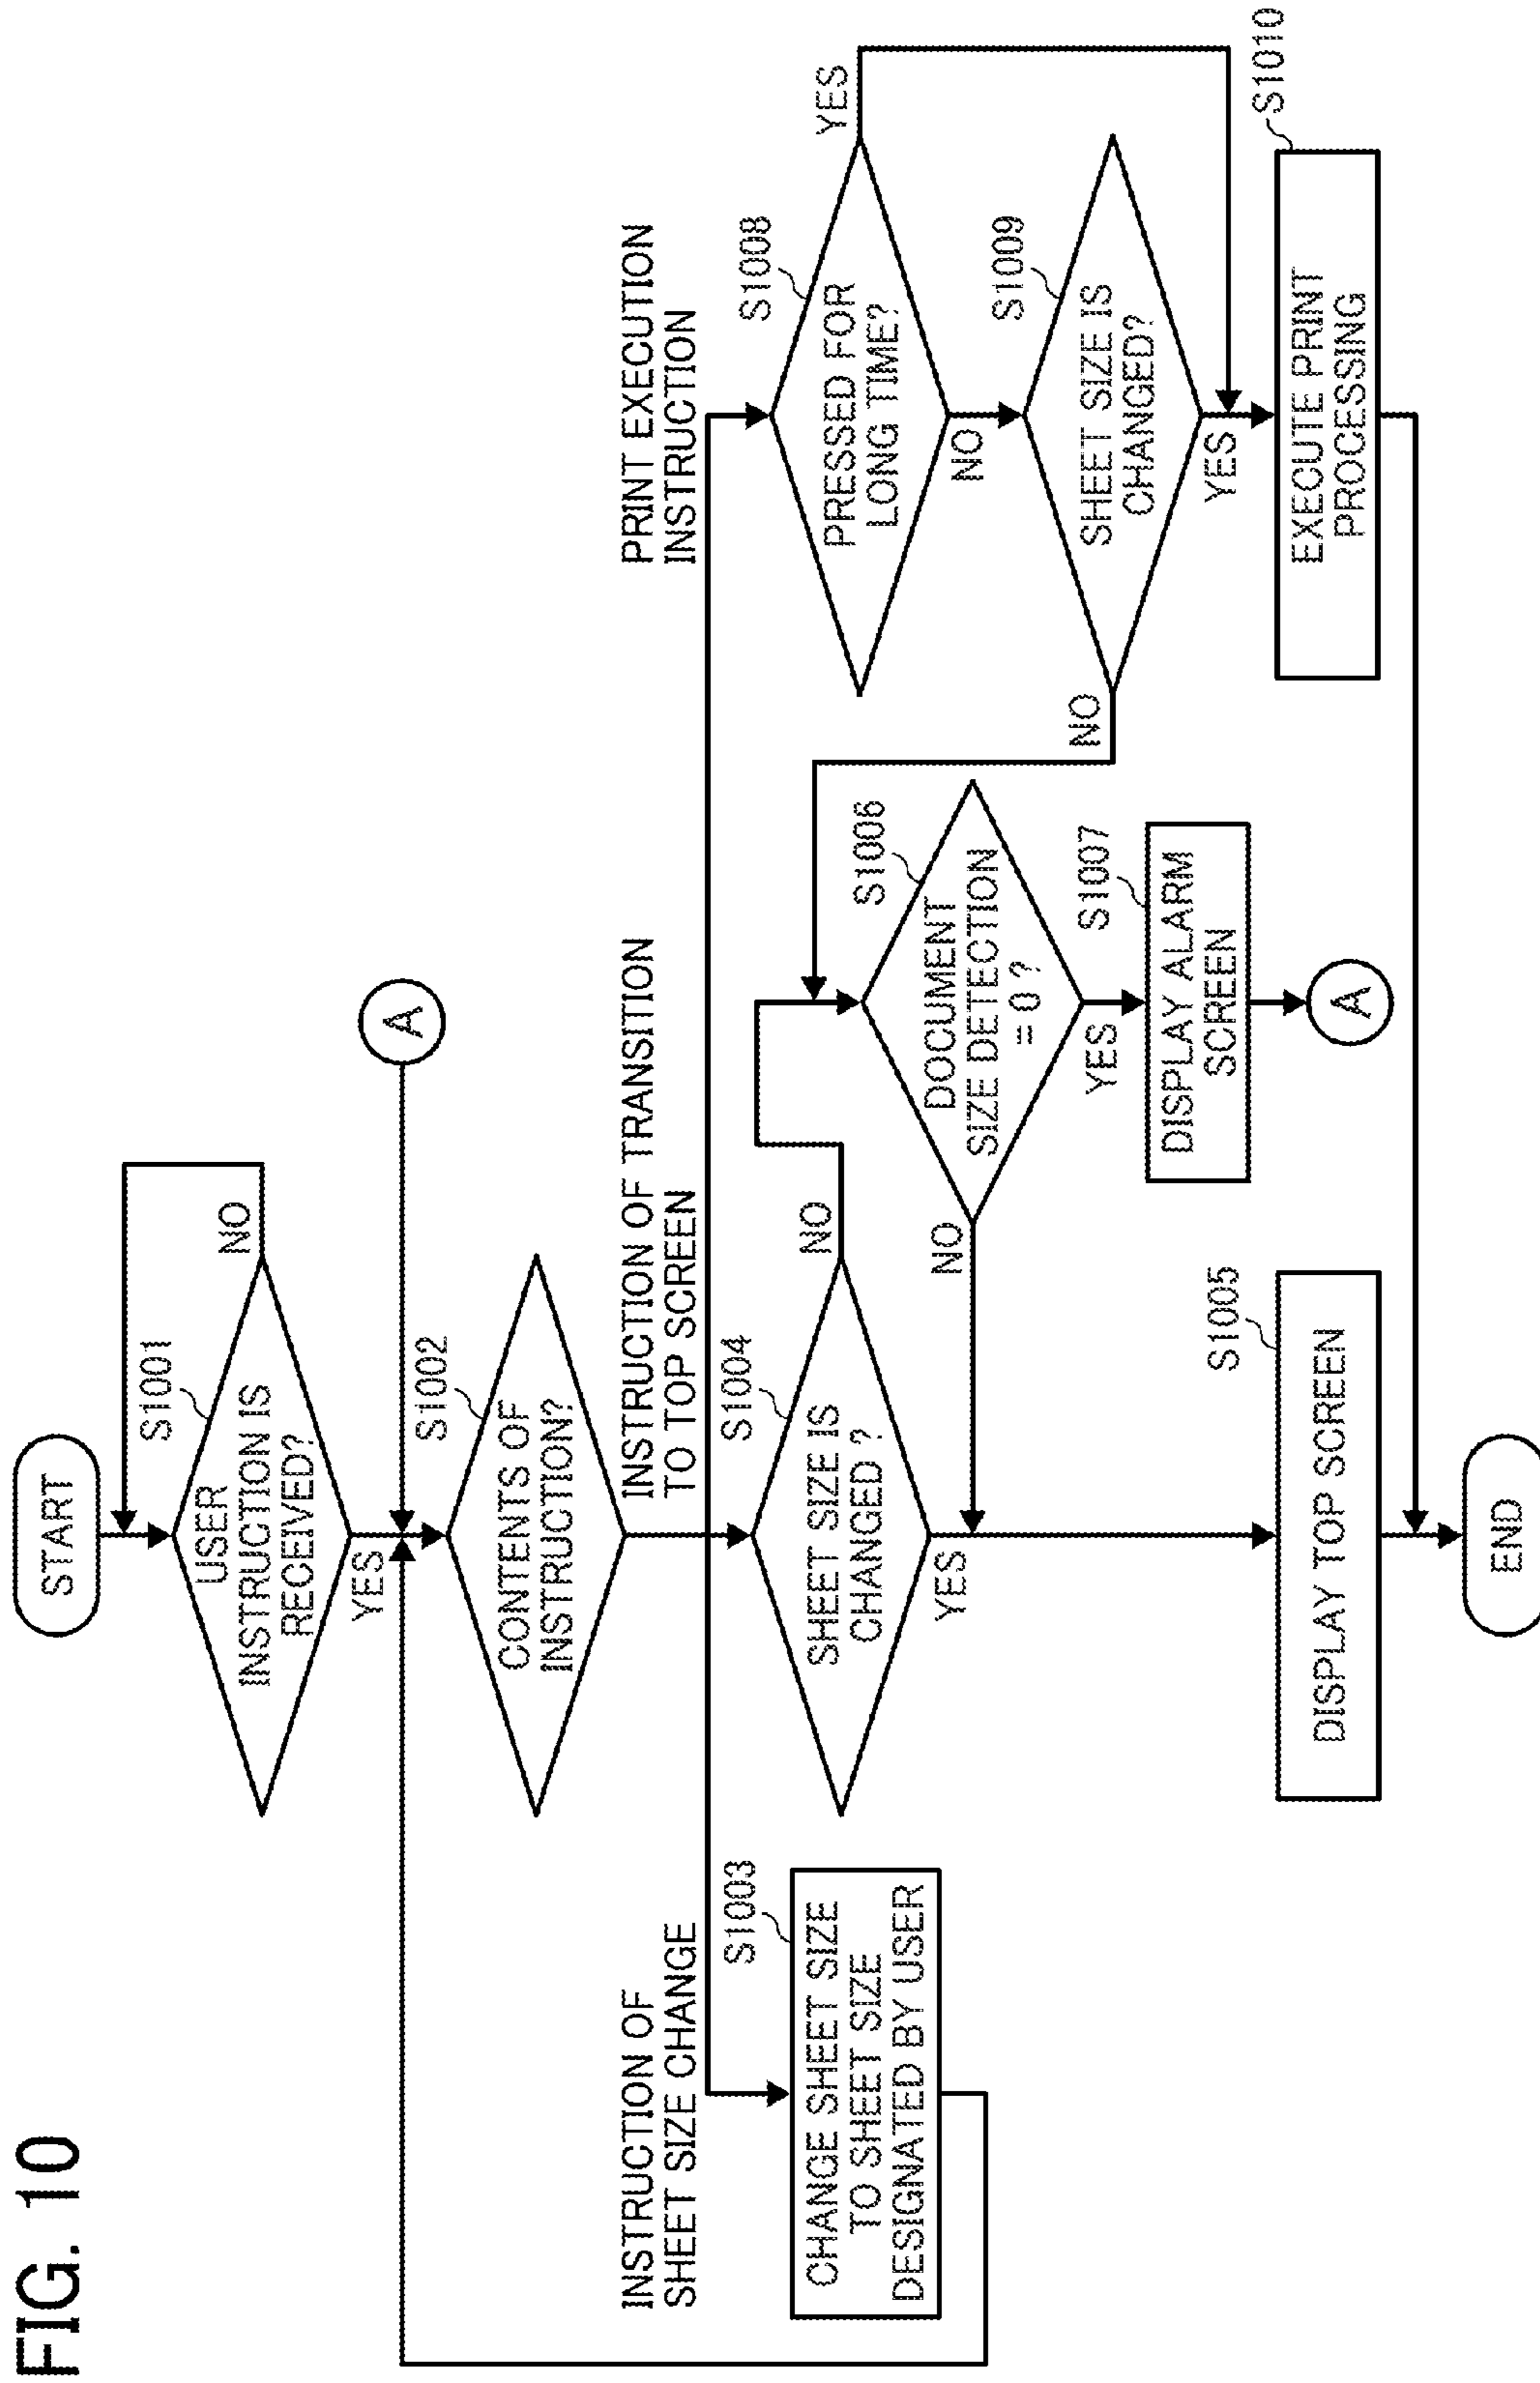 FIG. 10
START
S1001
USER
INSTRUCTION IS
RECEIVED?
NO
YES
A
S1002
CONTENTS OF
INSTRUCTION?
INSTRUCTION OF
SHEET SIZE CHANGE
INSTRUCTION OF TRANSITION
TO TOP SCREEN
PRINT EXECUTION
INSTRUCTION
S1003
CHANGE SHEET SIZE
TO SHEET SIZE
DESIGNATED BY USER
S1004
SHEET SIZE IS
CHANGED ?
NO
YES
S1008
PRESSED FOR
LONG TIME?
YES
NO
S1006
DOCUMENT
SIZE DETECTION
= 0 ?
NO
YES
S1009
SHEET SIZE IS
CHANGED?
NO
YES
S1007
DISPLAY ALARM
SCREEN
A
S1005
DISPLAY TOP SCREEN
S1010
EXECUTE PRINT
PROCESSING
END